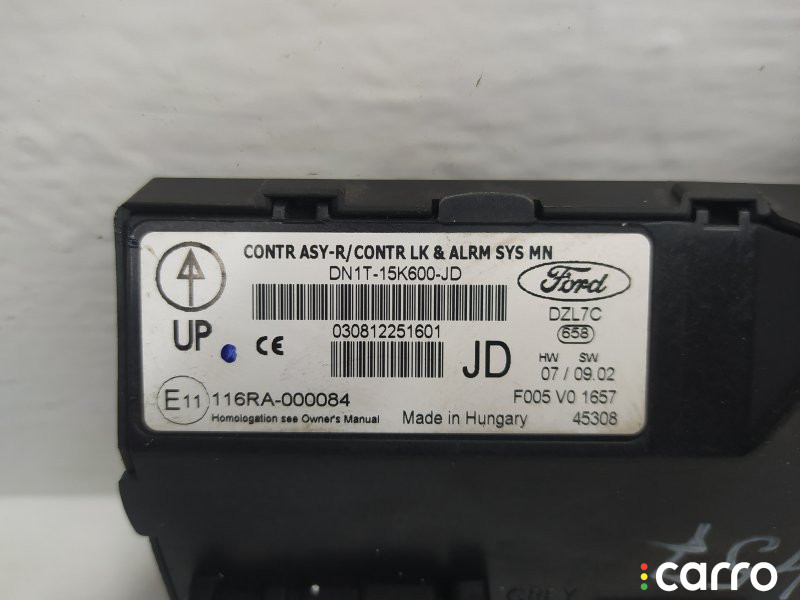 CONTR ASY-R/CONTR LK & ALRM SYS MN
DN1T-15K600-JD
Ford
DZL7C
658
UP
CE
030812251601
JD
HW SW
07 / 09.02
E11 116RA-000084
F005 V0 1657
Homologation see Owner's Manual
Made in Hungary
45308
carro